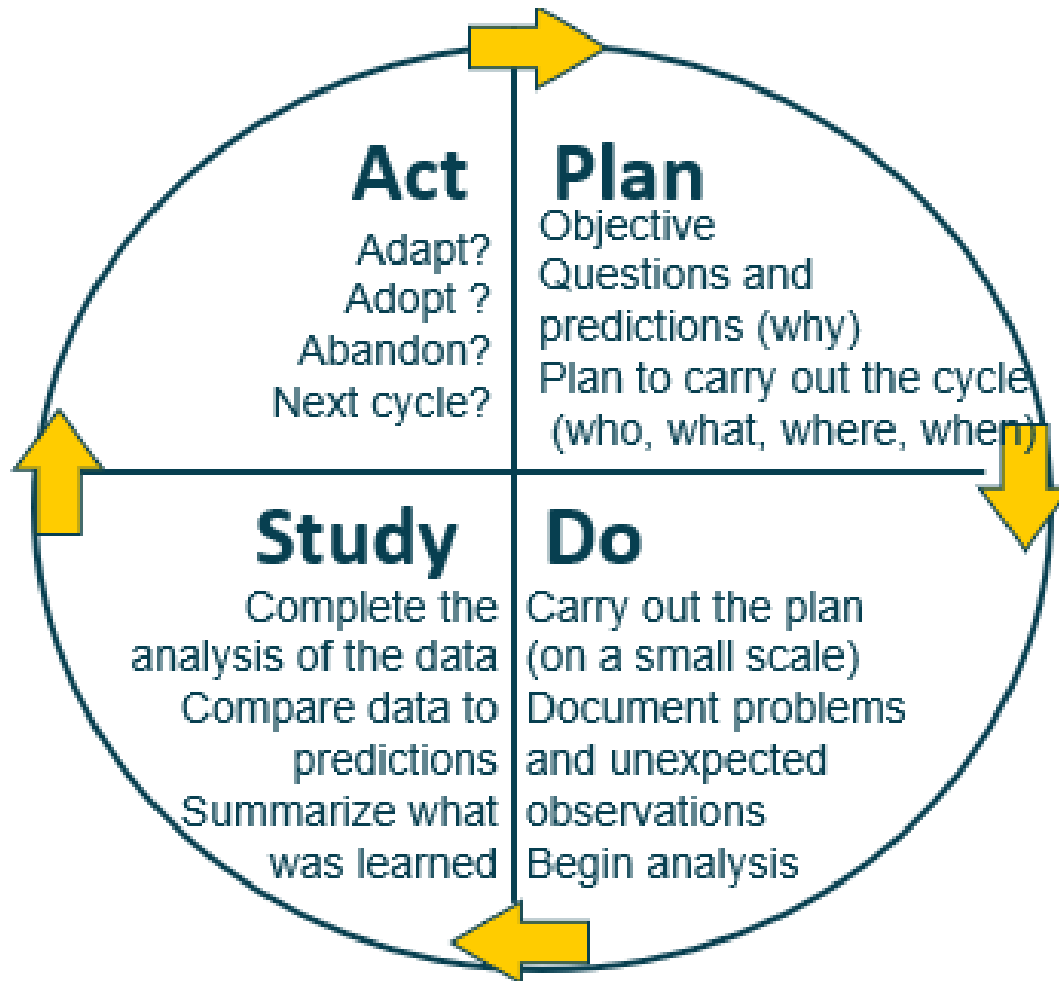 Act
Adapt?
Adopt ?
Abandon?
Next cycle?
Plan
Objective
Questions and
predictions (why)
Plan to carry out the cycle
(who, what, where, when)
Study
Complete the
analysis of the data
Compare data to
predictions
Summarize what
was learned
Do
Carry out the plan
(on a small scale)
Document problems
and unexpected
observations
Begin analysis